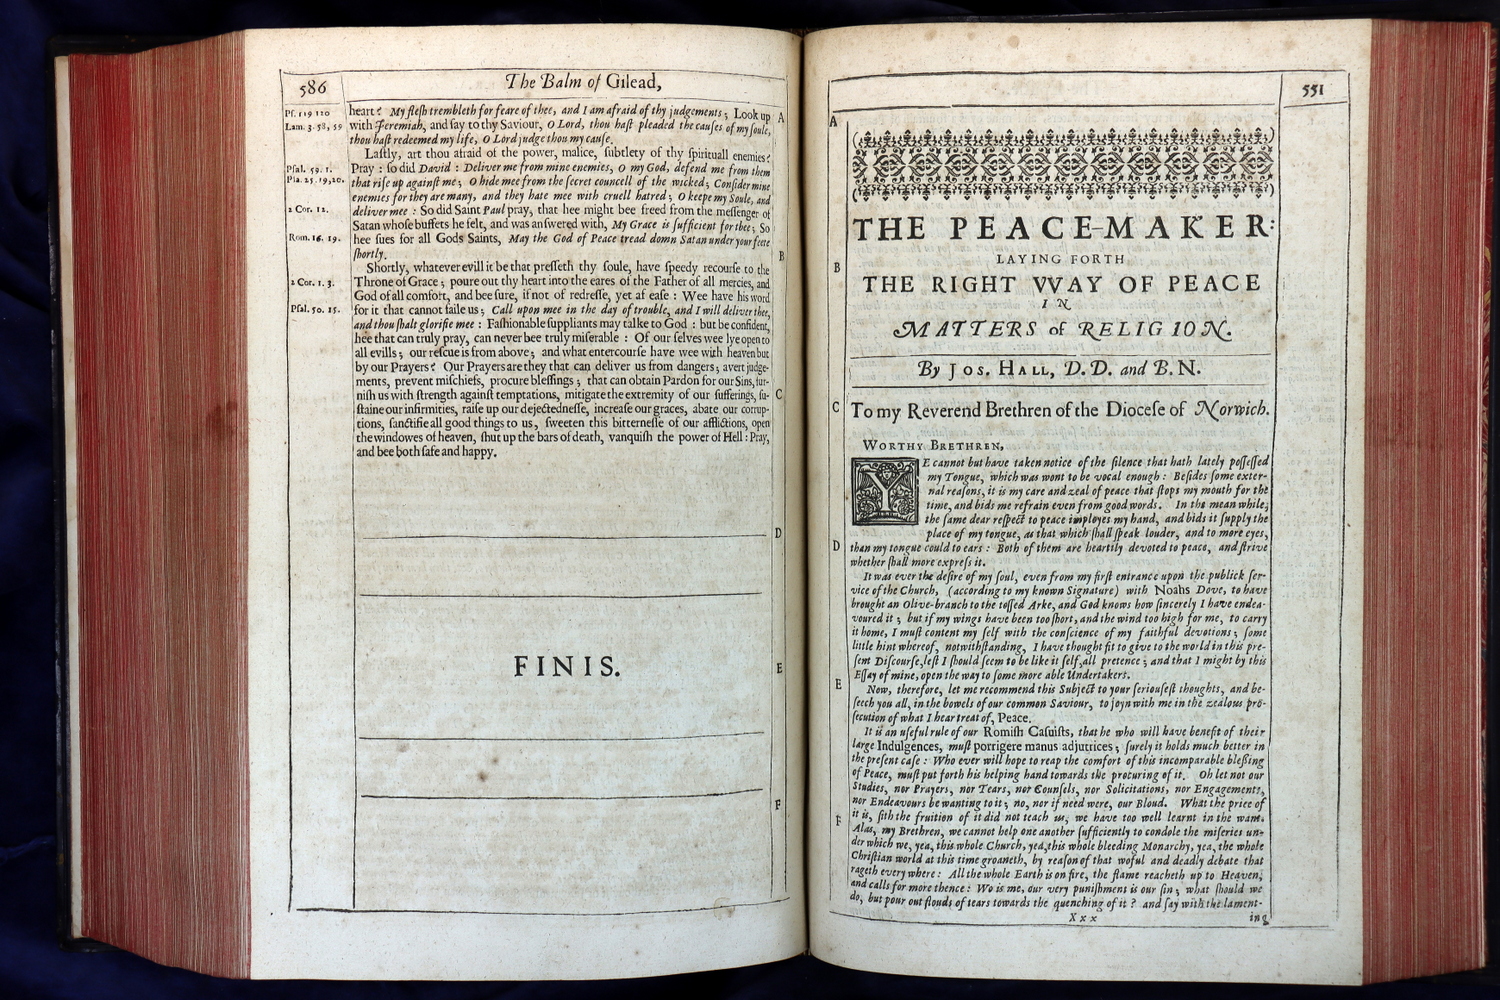 586
The Balm of Gilead,
Ps. 119 120
Lam. 3. 58, 59
Psal. 59. 1.
Psa. 25. 19, 20.
2 Cor. 12.
Rom. 16. 19.
2 Cor. 1. 3.
Psal. 50. 15.
heart? My flesh trembleth for feare of thee, and I am afraid of thy judgements; Look up
with Jeremiah, and say to thy Saviour, O Lord, thou hast pleaded the causes of my soule,
thou hast redeemed my life, O Lord judge thou my cause.
Lastly, art thou afraid of the power, malice, subtlety of thy spirituall enemies?
Pray : so did David : Deliver me from mine enemies, O my God, defend me from them
that rise up against me; O hide mee from the secret councell of the wicked; Consider mine
enemies for they are many, and they hate mee with cruell hatred; O keepe my Soule, and
deliver mee : So did Saint Paul pray, that hee might bee freed from the messenger of
Satan whose buffets he felt, and was answered with, My Grace is sufficient for thee; So
hee sues for all Gods Saints, May the God of Peace tread domn Satan under your feete
shortly.
Shortly, whatever evill it be that presseth thy soule, have speedy recourse to the
Throne of Grace; poure out thy heart into the eares of the Father of all mercies, and
God of all comfort, and bee sure, if not of redresse, yet af ease : Wee have his word
for it that cannot faile us; Call upon mee in the day of trouble, and I will deliver thee,
and thou shalt glorifie mee : Fashionable suppliants may talke to God : but be confident,
hee that can truly pray, can never bee truly miserable : Of our selves wee lye open to
all evills; our rescue is from above; and what entercourse have wee with heaven but
by our Prayers? Our Prayers are they that can deliver us from dangers; avert judge-
ments, prevent mischiefs, procure blessings; that can obtain Pardon for our Sins, fur-
nish us with strength against temptations, mitigate the extremity of our sufferings, su-
staine our infirmities, raise up our dejectednesse, increase our graces, abate our corrup-
tions, sanctifie all good things to us, sweeten this bitternesse of our afflictions, open
the windowes of heaven, shut up the bars of death, vanquish the power of Hell : Pray,
and bee both safe and happy.
FINIS.
A
B
C
D
E
F
551
THE PEACE-MAKER:
LAYING FORTH
THE RIGHT VVAY OF PEACE
IN
MATTERS of RELIGION.
By JOS. HALL, D.D. and B.N.
To my Reverend Brethren of the Diocese of Norwich.
WORTHY BRETHREN,
YE cannot but have taken notice of the silence that hath lately possessed
my Tongue, which was wont to be vocal enough : Besides some exter-
nal reasons, it is my care and zeal of peace that stops my mouth for the
time, and bids me refrain even from good words. In the mean while,
the same dear respect to peace imployes my hand, and bids it supply the
place of my tongue, as that which shall speak louder, and to more eyes,
than my tongue could to ears : Both of them are heartily devoted to peace, and strive
whether shall more express it.
It was ever the desire of my soul, even from my first entrance upon the publick ser-
vice of the Church, (according to my known Signature) with Noahs Dove, to have
brought an Olive-branch to the tossed Arke, and God knows how sincerely I have endea-
voured it; but if my wings have been too short, and the wind too high for me, to carry
it home, I must content my self with the conscience of my faithful devotions; some
little hint whereof, notwithstanding, I have thought fit to give to the world in this pre-
sent Discourse, lest I should seem to be like it self, all pretence; and that I might by this
Essay of mine, open the way to some more able Undertakers.
Now, therefore, let me recommend this Subject to your seriousest thoughts, and be-
seech you all, in the bowels of our common Saviour, to joyn with me in the zealous pro-
secution of what I hear treat of, Peace.
It is an useful rule of our Romish Casuists, that he who will have benefit of their
large Indulgences, must porrigere manus adjutrices; surely it holds much better in
the present case : Who ever will hope to reap the comfort of this incomparable blessing
of Peace, must put forth his helping hand towards the procuring of it. Oh let not our
Studies, nor Prayers, nor Tears, nor Counsels, nor Solicitations, nor Engagements,
nor Endeavours be wanting to it; no, nor if need were, our Bloud. What the price of
it is, sith the fruition of it did not teach us, we have too well learnt in the want.
Alas, my Brethren, we cannot help one another sufficiently to condole the miseries un-
der which we, yea, this whole Church, yea, this whole bleeding Monarchy, yea, the whole
Christian world at this time groaneth, by reason of that woful and deadly debate that
rageth every where : All the whole Earth is on fire, the flame reacheth up to Heaven,
and calls for more thence : Wo is me, our very punishment is our sin; what should we
do, but pour out flouds of tears towards the quenching of it ? and say with the lament-
Xxx
ing
A
B
C
D
E
F